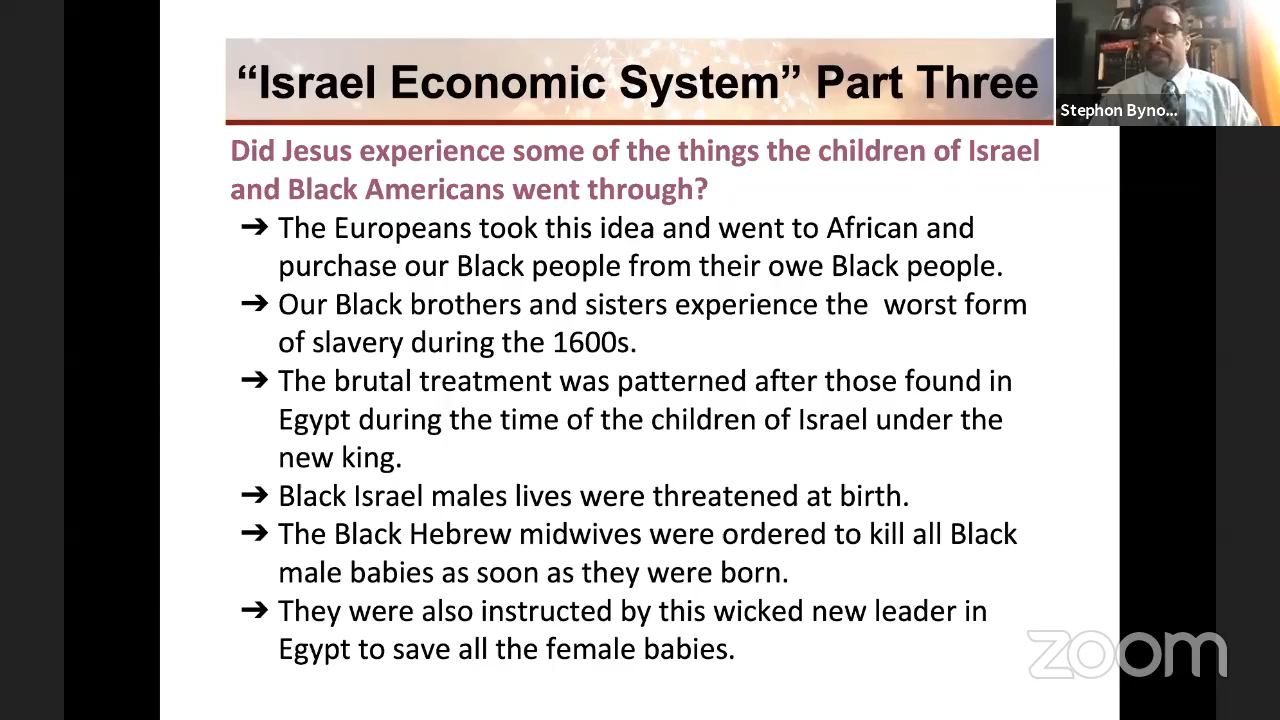 “Israel Economic System” Part Three
Stephon Byno...
Did Jesus experience some of the things the children of Israel
and Black Americans went through?
➔ The Europeans took this idea and went to African and
purchase our Black people from their owe Black people.
➔ Our Black brothers and sisters experience the  worst form
of slavery during the 1600s.
➔ The brutal treatment was patterned after those found in
Egypt during the time of the children of Israel under the
new king.
➔ Black Israel males lives were threatened at birth.
➔ The Black Hebrew midwives were ordered to kill all Black
male babies as soon as they were born.
➔ They were also instructed by this wicked new leader in
Egypt to save all the female babies.
zoom